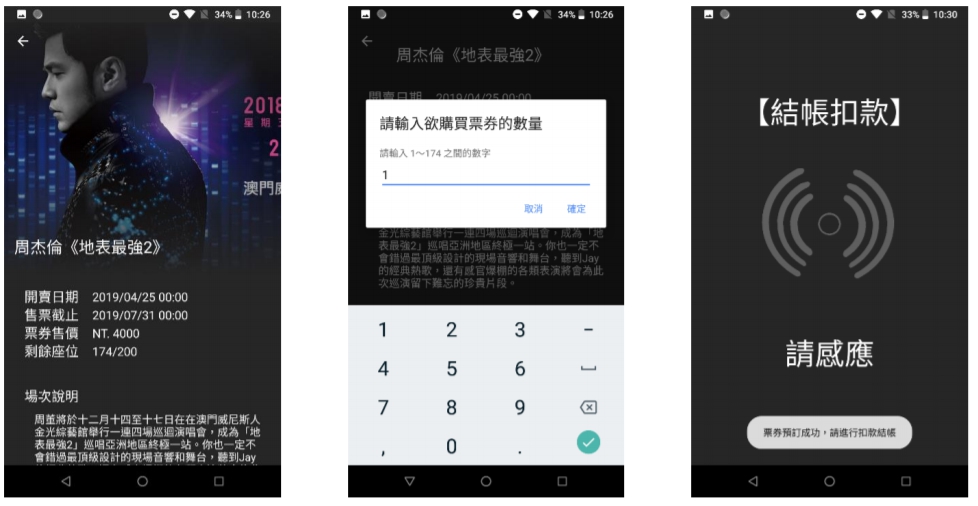 34% 10:26
2018
星 期 三
2
澳門威
周杰倫《地表最強2》
開賣日期 2019/04/25 00:00
售票截止 2019/07/31 00:00
票券售價 NT. 4000
剩餘座位 174/200
場次說明
周董將於十二月十四至十七日在在澳門威尼斯人
金光綜藝館舉行一連四場巡迴演唱會，成為「地
表最強2」巡唱亞洲地區終極一站。你也一定不
會錯過最頂級設計的現場音響和舞台，聽到Jay
34% 10:26
周杰倫《地表最強2》
開賣日期 2019/04/25 00:00
請輸入欲購買票券的數量
請輸入 1～174 之間的數字
1
取消 確定
金光綜藝館舉行一連四場巡迴演唱會，成為「地
表最強2」巡唱亞洲地區終極一站。你也一定不
會錯過最頂級設計的現場音響和舞台，聽到Jay
的經典熱歌，還有感官爆棚的各類表演將會為此
次巡演留下難忘的珍貴片段。
1 2 3 -
4 5 6
7 8 9
, 0 .
33% 10:30
【結帳扣款】
請感應
票券預訂成功，請進行扣款結帳